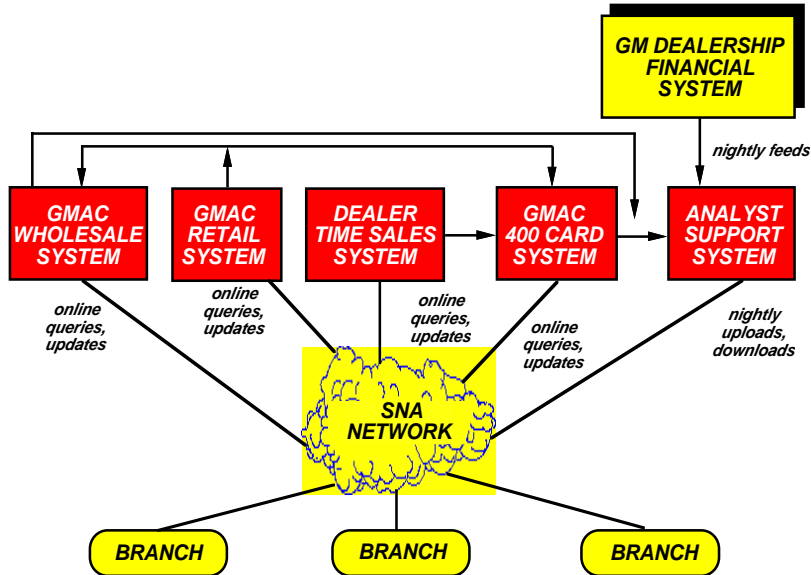 GM DEALERSHIP
FINANCIAL
SYSTEM
nightly feeds
GMAC
WHOLESALE
SYSTEM
GMAC
RETAIL
SYSTEM
DEALER
TIME SALES
SYSTEM
GMAC
400 CARD
SYSTEM
ANALYST
SUPPORT
SYSTEM
online
queries,
updates
online
queries,
updates
online
queries,
updates
online
queries,
updates
nightly
uploads,
downloads
SNA
NETWORK
BRANCH
BRANCH
BRANCH